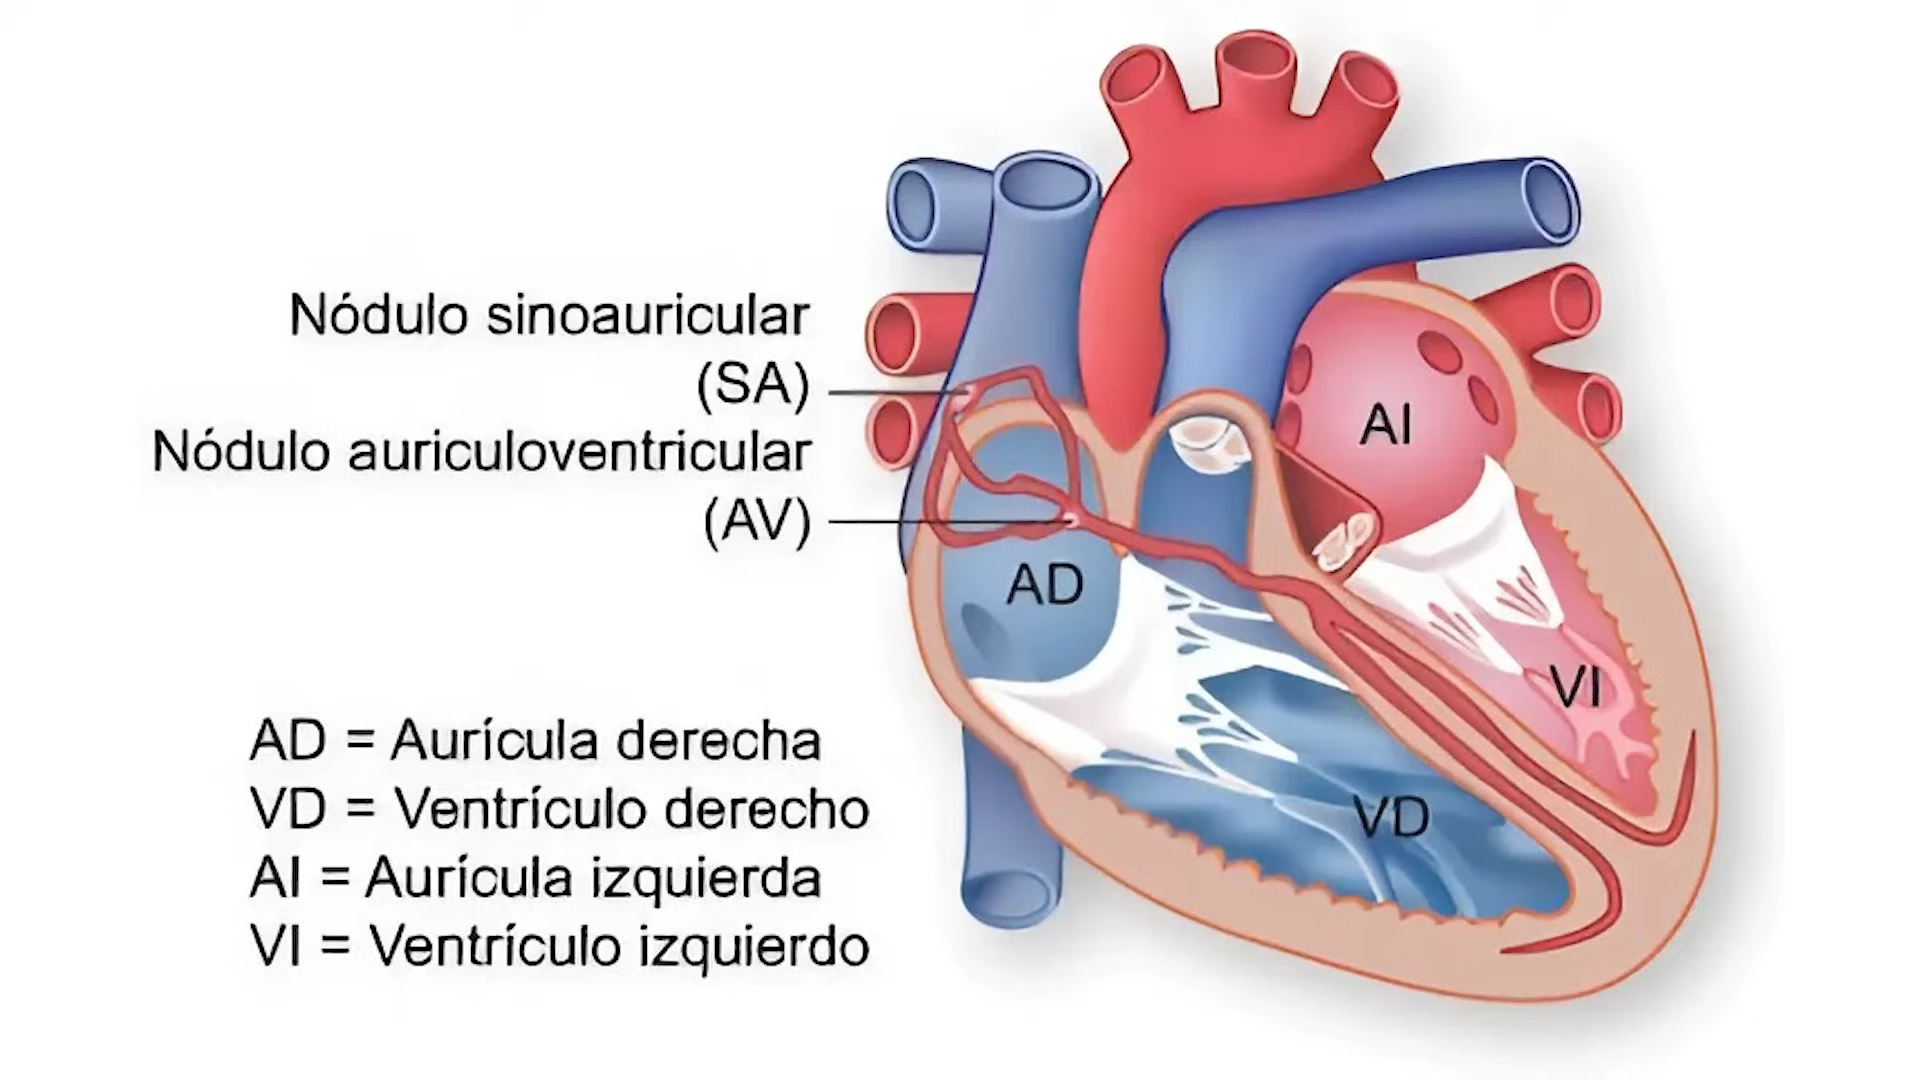 Nódulo sinoauricular
(SA)
Nódulo auriculoventricular
(AV)
AI
AD
VI
VD
AD = Aurícula derecha
VD = Ventrículo derecho
AI = Aurícula izquierda
VI = Ventrículo izquierdo